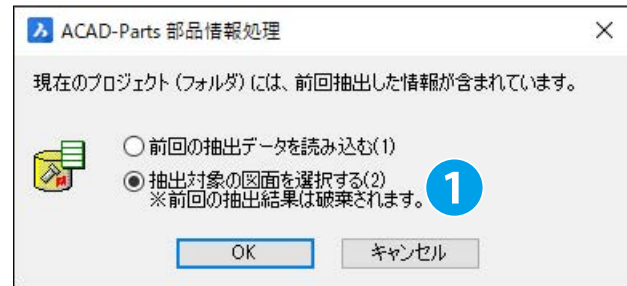 ACAD-Parts 部品情報処理
現在のプロジェクト（フォルダ）には、前回抽出した情報が含まれています。
前回の抽出データを読み込む(1)
抽出対象の図面を選択する(2)
※前回の抽出結果は破棄されます。
1
OK キャンセル